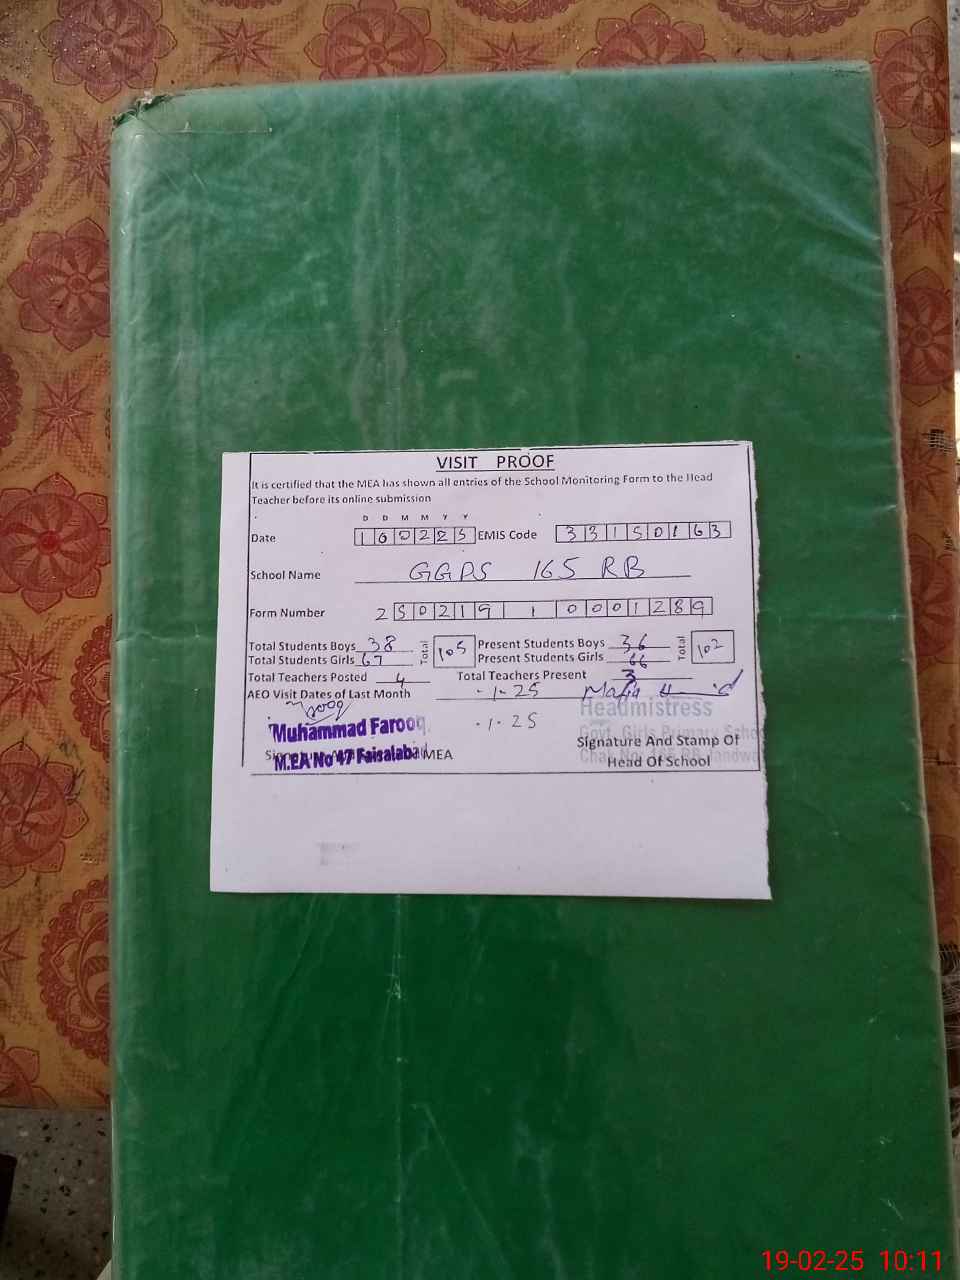 VISIT PROOF
It is certified that the MEA has shown all entries of the School Monitoring Form to the Head
Teacher before its online submission
D D M M Y Y
Date 1 0 0 2 2 5 EMIS Code 3 3 1 5 0 1 6 3
School Name GGPS 165 RB
Form Number 2 5 0 2 1 9 1 0 0 0 1 2 8 9
Total Students Boys 38 Total 105 Present Students Boys 36 Total 102
Total Students Girls 67 Present Students Girls 66
Total Teachers Posted 4 Total Teachers Present 3
AEO Visit Dates of Last Month -1-25
Headmistress
Muhammad Farooq -1-25
Govt. Girls Primary
Signature And Stamp Of
M.EA No 47 Faisalabad MEA
Head Of School
19-02-25 10:11